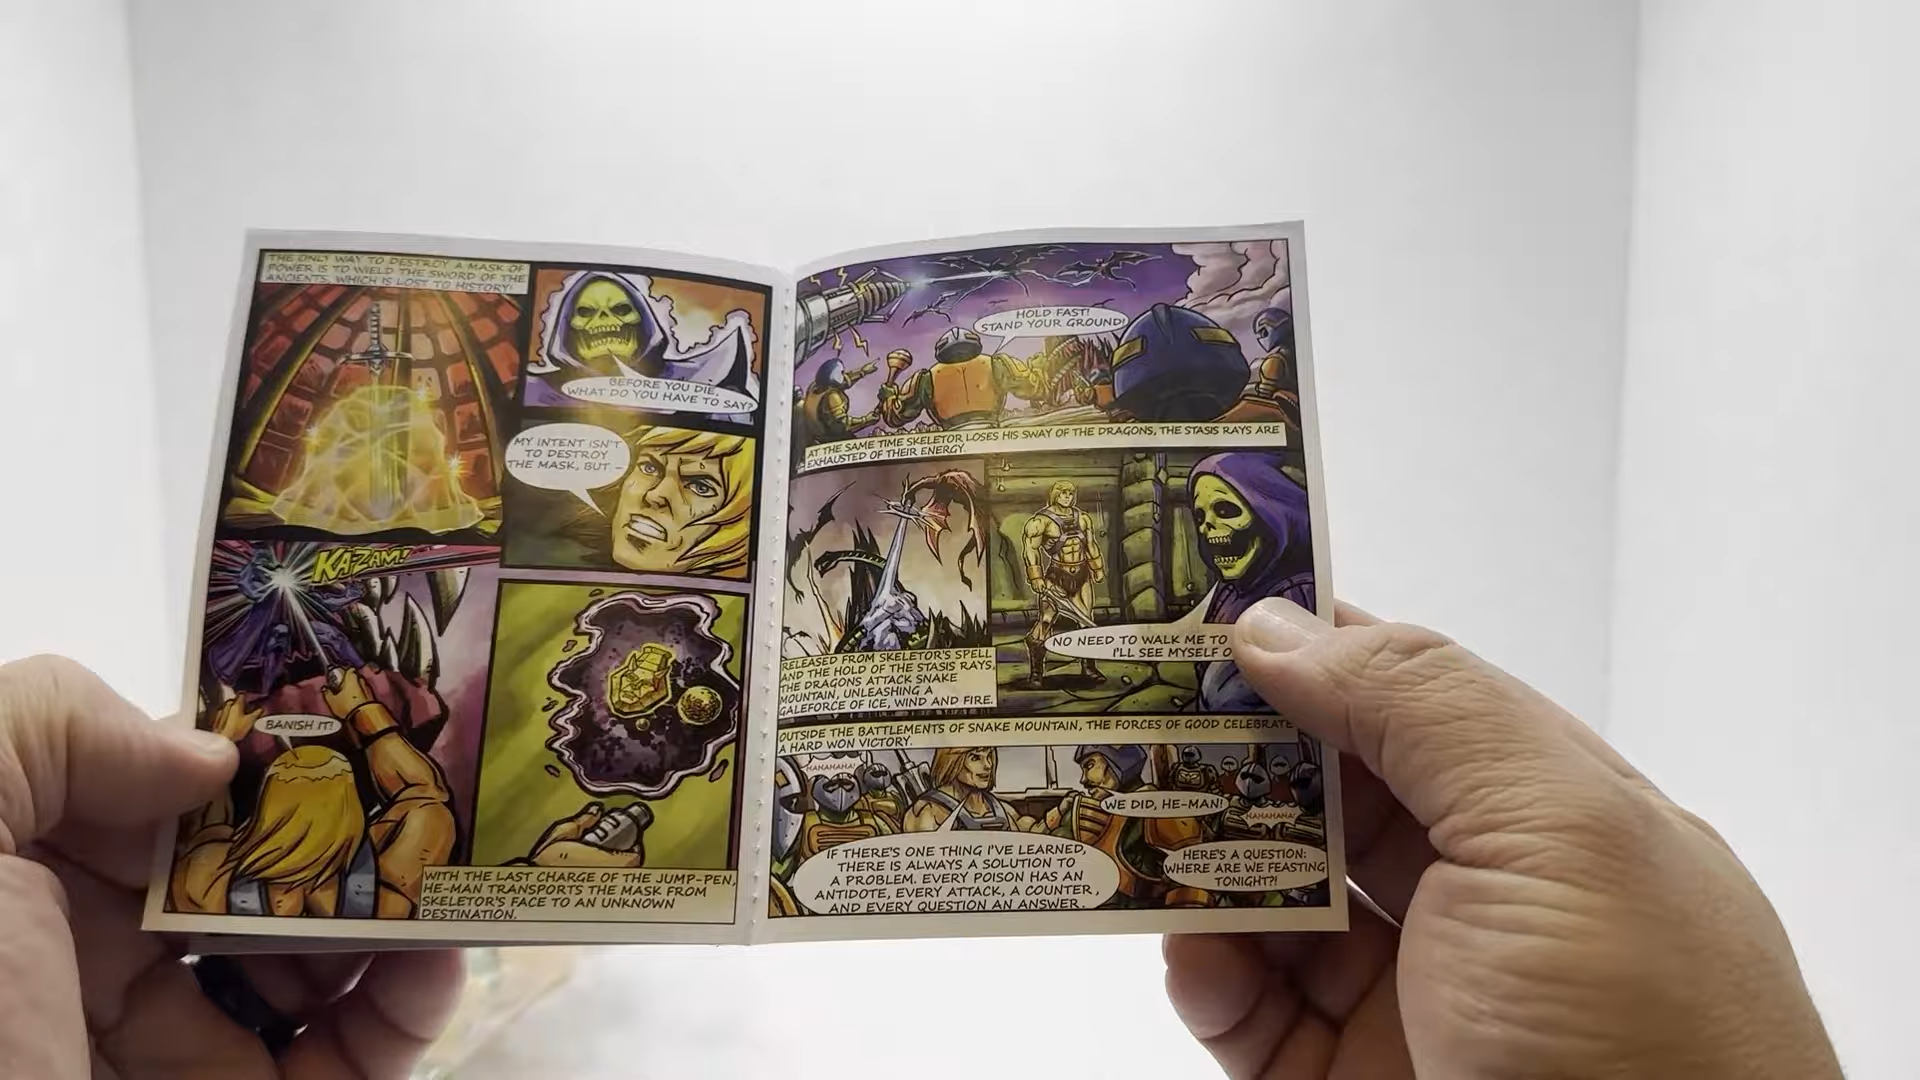 THE ONLY WAY TO DESTROY A MASK OF
POWER IS TO WIELD THE SWORD OF THE
ANCIENTS, WHICH IS LOST TO HISTORY!
BEFORE YOU DIE,
WHAT DO YOU HAVE TO SAY?
MY INTENT ISN'T
TO DESTROY
THE MASK, BUT –
KA-ZAM!
BANISH IT!
WITH THE LAST CHARGE OF THE JUMP-PEN,
HE-MAN TRANSPORTS THE MASK FROM
SKELETOR'S FACE TO AN UNKNOWN
DESTINATION.
HOLD FAST!
STAND YOUR GROUND!
AT THE SAME TIME SKELETOR LOSES HIS SWAY OF THE DRAGONS, THE STASIS RAYS ARE
EXHAUSTED OF THEIR ENERGY.
RELEASED FROM SKELETOR'S SPELL
AND THE HOLD OF THE STASIS RAYS,
THE DRAGONS ATTACK SNAKE
MOUNTAIN, UNLEASHING A
GALEFORCE OF ICE, WIND AND FIRE.
NO NEED TO WALK ME TO
I'LL SEE MYSELF O
OUTSIDE THE BATTLEMENTS OF SNAKE MOUNTAIN, THE FORCES OF GOOD CELEBRATE
A HARD WON VICTORY.
HAHAHAHA!
WE DID, HE-MAN!
HAHAHAHA!
IF THERE'S ONE THING I'VE LEARNED,
THERE IS ALWAYS A SOLUTION TO
A PROBLEM. EVERY POISON HAS AN
ANTIDOTE, EVERY ATTACK, A COUNTER,
AND EVERY QUESTION AN ANSWER.
HERE'S A QUESTION:
WHERE ARE WE FEASTING
TONIGHT?!